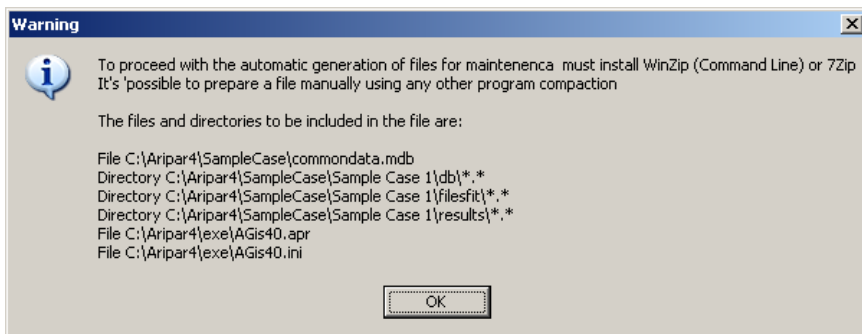 Warning
To proceed with the automatic generation of files for maintenenca must install WinZip (Command Line) or 7Zip
It's 'possible to prepare a file manually using any other program compaction
The files and directories to be included in the file are:
File C:\Aripar4\SampleCase\commondata.mdb
Directory C:\Aripar4\SampleCase\Sample Case 1\db\*.*
Directory C:\Aripar4\SampleCase\Sample Case 1\filesfit\*.*
Directory C:\Aripar4\SampleCase\Sample Case 1\results\*.*
File C:\Aripar4\exe\AGis40.apr
File C:\Aripar4\exe\AGis40.ini
OK